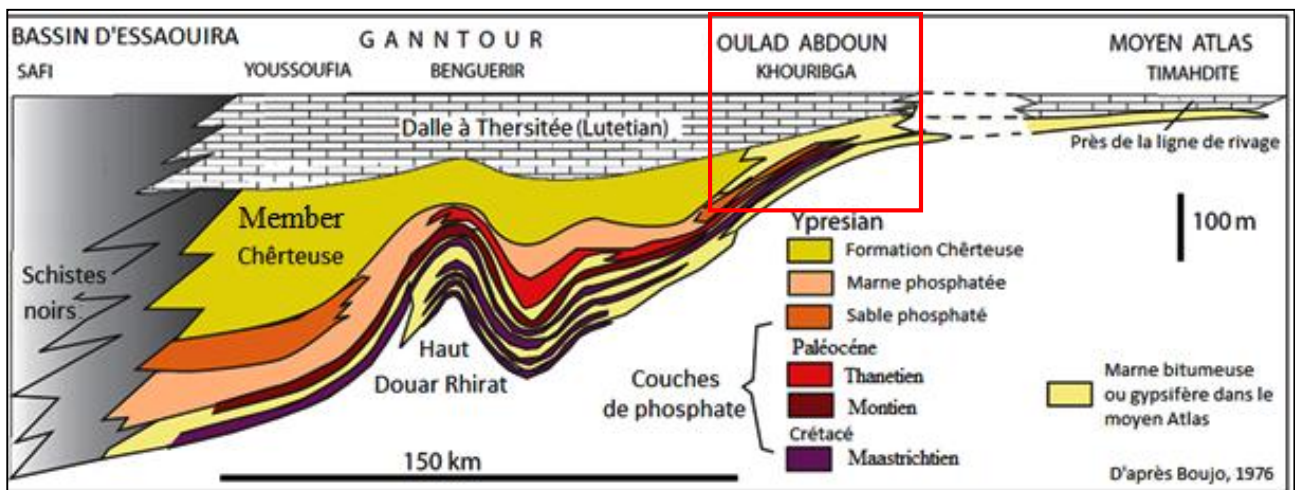 BASSIN D'ESSAOUIRA
GANNTOUR
OULAD ABDOUN
MOYEN ATLAS
SAFI
YOUSSOUFIA
BENGUERIR
KHOURIBGA
TIMAHDITE
Dalle à Thersitée (Lutetian)
Près de la ligne de rivage
Member
Chêrteuse
Schistes
noirs
Haut
Douar Rhirat
100 m
150 km
Ypresian
Formation Chêrteuse
Marne phosphatée
Sable phosphaté
Couches
de phosphate
Paléocéne
Thanetien
Montien
Crétacé
Maastrichtien
Marne bitumeuse
ou gypsifère dans le
moyen Atlas
D'après Boujo, 1976